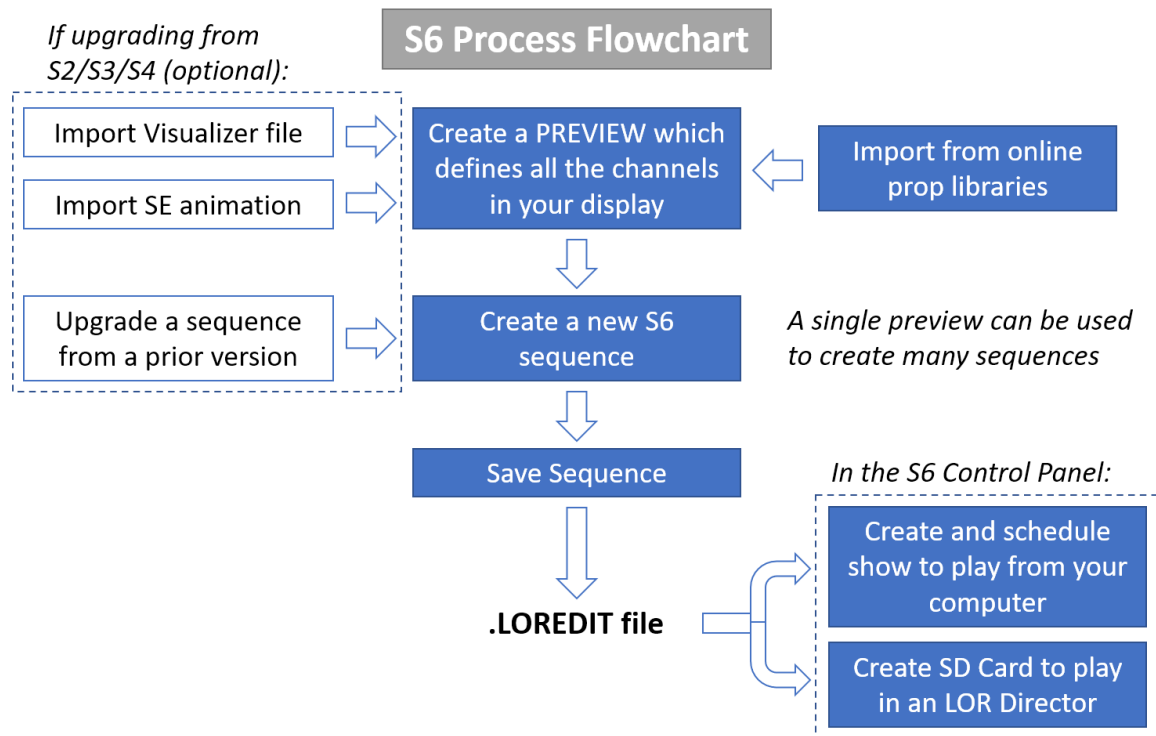 S6 Process Flowchart
If upgrading from
S2/S3/S4 (optional):
Import Visualizer file
Import SE animation
Upgrade a sequence
from a prior version
Create a PREVIEW which
defines all the channels
in your display
Import from online
prop libraries
Create a new S6
sequence
A single preview can be used
to create many sequences
Save Sequence
.LOREDIT file
In the S6 Control Panel:
Create and schedule
show to play from your
computer
Create SD Card to play
in an LOR Director